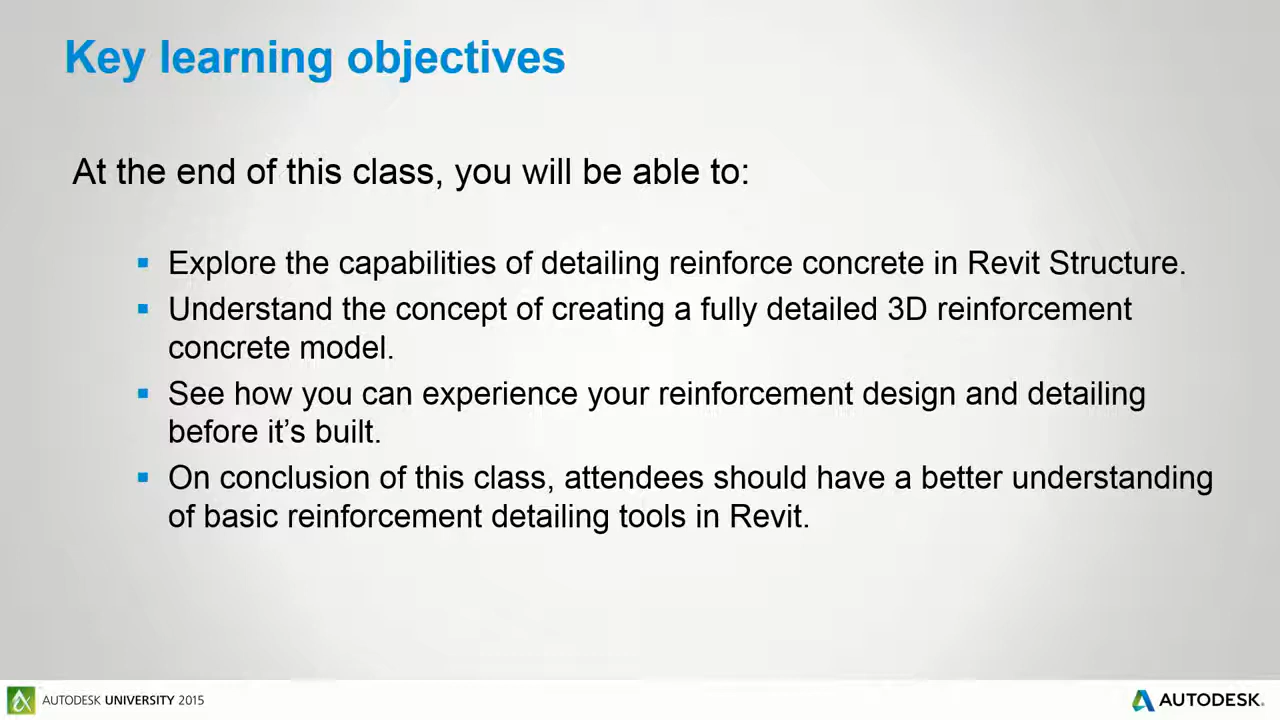 Key learning objectives
At the end of this class, you will be able to:
▪ Explore the capabilities of detailing reinforce concrete in Revit Structure.
▪ Understand the concept of creating a fully detailed 3D reinforcement
concrete model.
▪ See how you can experience your reinforcement design and detailing
before it’s built.
▪ On conclusion of this class, attendees should have a better understanding
of basic reinforcement detailing tools in Revit.
AUTODESK UNIVERSITY 2015
AUTODESK.